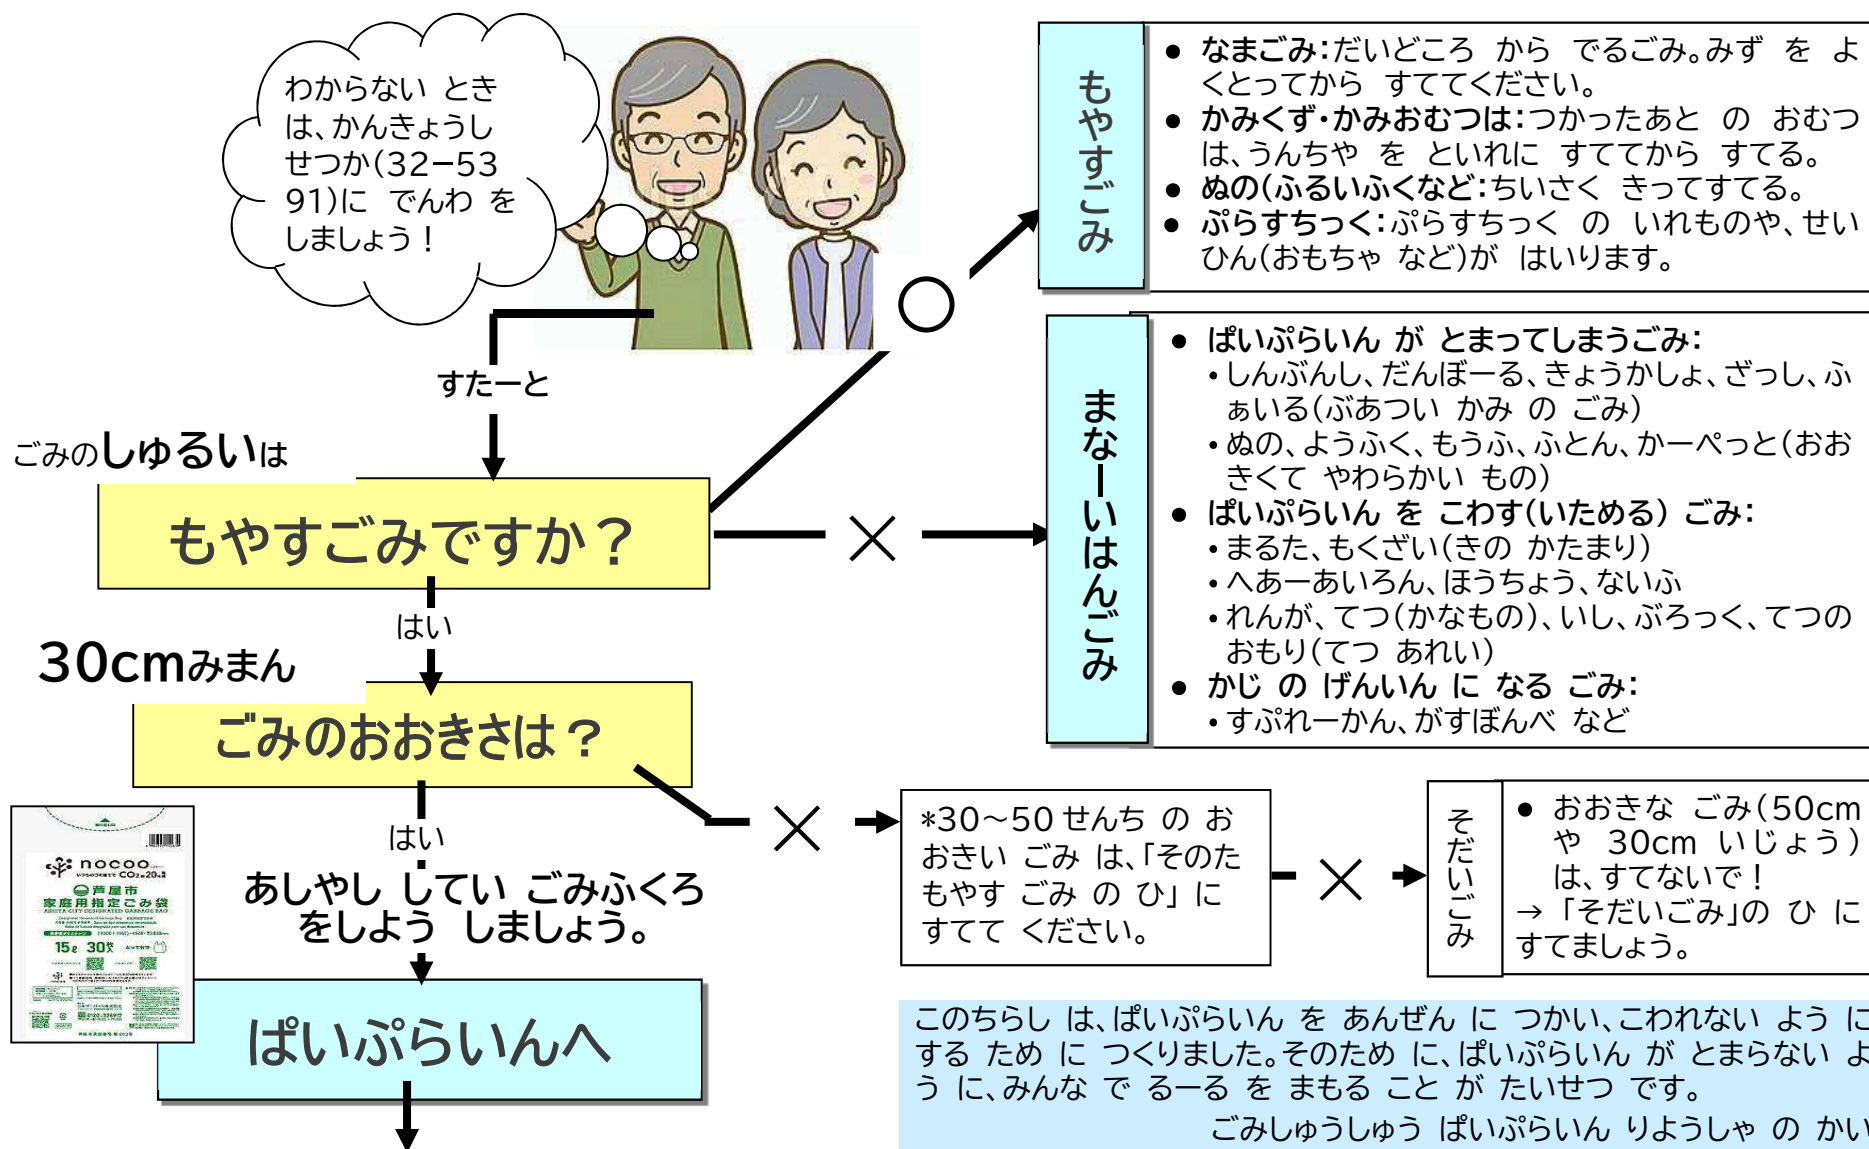 わからない とき
は、かんきょうし
せつか(32－53
91)に でんわ を
しましょう！
すたーと
ごみのしゅるいは
もやすごみですか？
はい
30cmみまん
ごみのおおきさは？
はい
あしやし してい ごみふくろ
をしよう しましょう。
ぱいぷらいんへ
nocoo
CO2 20%
芦屋市
家庭用指定ごみ袋
ASHIYA CITY DESIGNATED GARBAGE BAG
15ℓ 30枚
○
もやすごみ
● なまごみ：だいどころ から でるごみ。みず を よ
くとってから すててください。
● かみくず・かみおむつは：つかったあと の おむつ
は、うんちや を といれに すててから すてる。
● ぬの(ふるいふくなど：ちいさく きってすてる。
● ぷらすちっく：ぷらすちっく の いれものや、せい
ひん(おもちゃ など)が はいります。
×
まなーいはんごみ
● ぱいぷらいん が とまってしまうごみ：
・しんぶんし、だんぼーる、きょうかしょ、ざっし、ふ
ぁいる(ぶあつい かみ の ごみ)
・ぬの、ようふく、もうふ、ふとん、かーぺっと(おお
きくて やわらかい もの)
● ぱいぷらいん を こわす(いためる) ごみ：
・まるた、もくざい(きの かたまり)
・へあーあいろん、ほうちょう、ないふ
・れんが、てつ(かなもの)、いし、ぶろっく、てつの
おもり(てつ あれい)
● かじ の げんいん に なる ごみ：
・すぷれーかん、がすぼんべ など
×
*30～50せんち の お
おきい ごみ は、「そのた
もやす ごみ の ひ」 に
すてて ください。
×
そだいごみ
● おおきな ごみ(50cm
や 30cm いじょう)
は、すてないで！
→ 「そだいごみ」の ひ に
すてましょう。
このちらし は、ぱいぷらいん を あんぜん に つかい、こわれない よう に
する ため に つくりました。そのため に、ぱいぷらいん が とまらない よ
う に、みんな で るーる を まもる こと が たいせつ です。
ごみしゅうしゅう ぱいぷらいん りようしゃ の かい